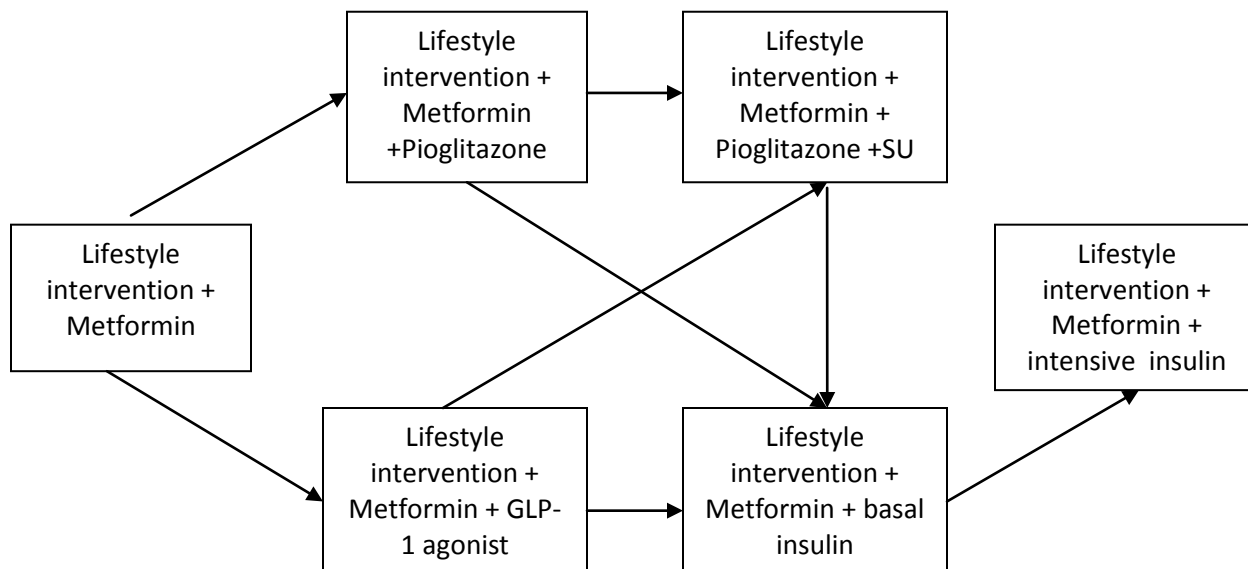 Lifestyle
intervention +
Metformin
+Pioglitazone
Lifestyle
intervention +
Metformin +
Pioglitazone +SU
Lifestyle
intervention +
Metformin
Lifestyle
intervention +
Metformin +
intensive  insulin
Lifestyle
intervention +
Metformin + GLP-
1 agonist
Lifestyle
intervention +
Metformin + basal
insulin